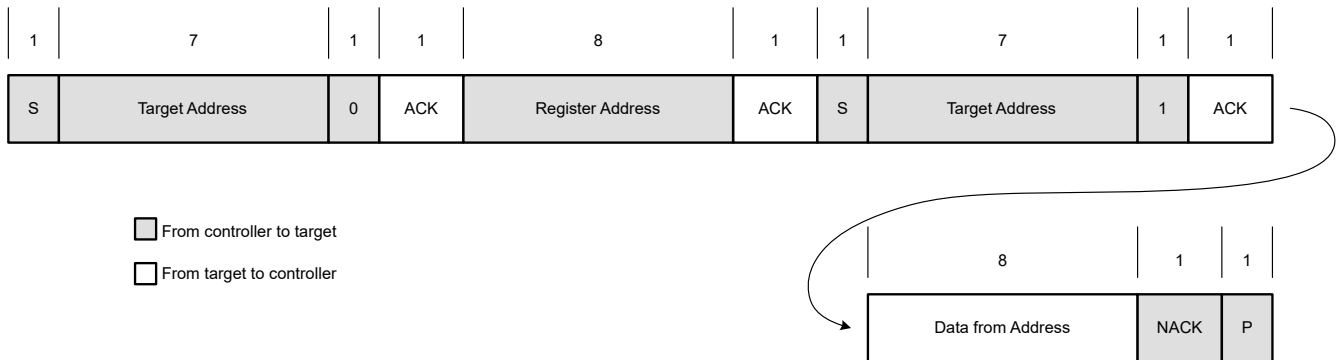 1 7 1 1 8 1 1 7 1 1
S Target Address 0 ACK Register Address ACK S Target Address 1 ACK
From controller to target
From target to controller
8 1 1
Data from Address NACK P